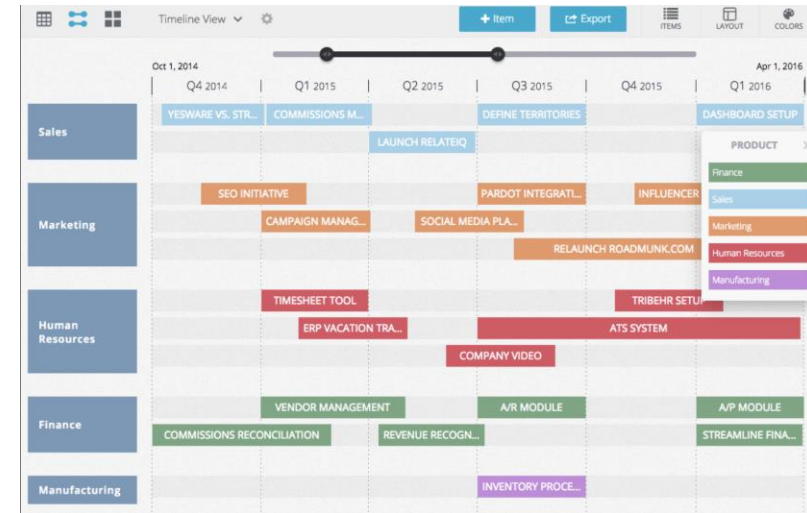 Timeline View
+ Item
Export
ITEMS
LAYOUT
COLORS
Oct 1, 2014
Apr 1, 2016
Q4 2014
Q1 2015
Q2 2015
Q3 2015
Q4 2015
Q1 2016
Sales
YESWARE VS. STR...
COMMISSIONS M...
DEFINE TERRITORIES
DASHBOARD SETUP
LAUNCH RELATEIQ
PRODUCT
Finance
Sales
Marketing
Human Resources
Manufacturing
Marketing
SEO INITIATIVE
PARDOT INTEGRATI...
INFLUENCER
CAMPAIGN MANAG...
SOCIAL MEDIA PLA...
RELAUNCH ROADMUNK.COM
Human
Resources
TIMESHEET TOOL
TRIBEHR SETUP
ERP VACATION TRA...
ATS SYSTEM
COMPANY VIDEO
Finance
VENDOR MANAGEMENT
A/R MODULE
A/P MODULE
COMMISSIONS RECONCILIATION
REVENUE RECOGN...
STREAMLINE FINA...
Manufacturing
INVENTORY PROCE...